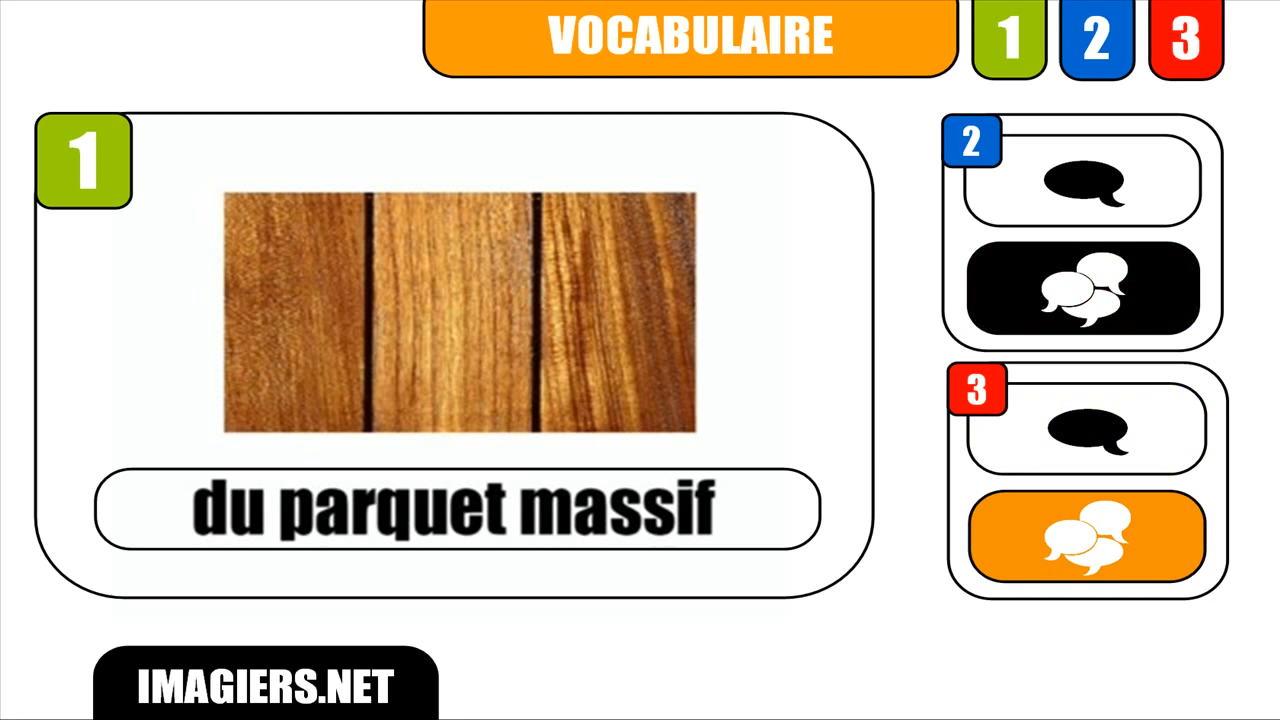 VOCABULAIRE 1 2 3
1
du parquet massif
2
3
IMAGIERS.NET